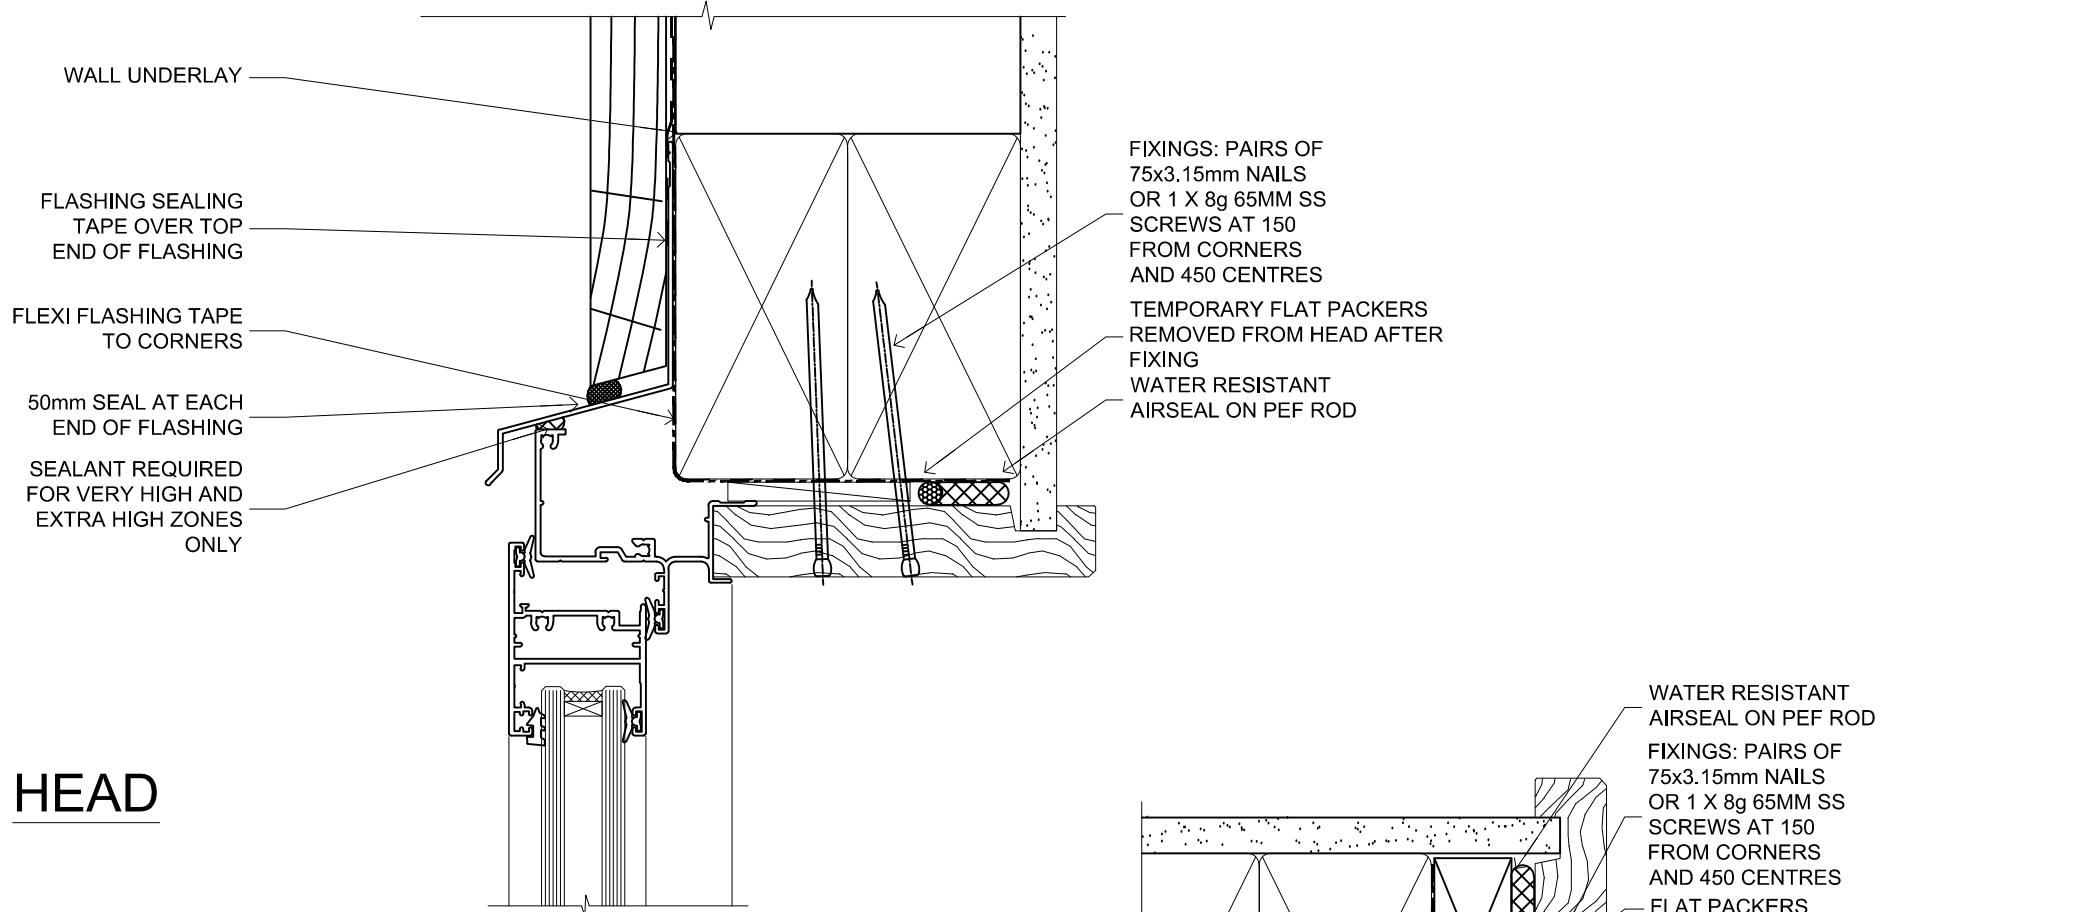 WALL UNDERLAY
FLASHING SEALING
TAPE OVER TOP
END OF FLASHING
FLEXI FLASHING TAPE
TO CORNERS
50mm SEAL AT EACH
END OF FLASHING
SEALANT REQUIRED
FOR VERY HIGH AND
EXTRA HIGH ZONES
ONLY
FIXINGS: PAIRS OF
75x3.15mm NAILS
OR 1 X 8g 65MM SS
SCREWS AT 150
FROM CORNERS
AND 450 CENTRES
TEMPORARY FLAT PACKERS
REMOVED FROM HEAD AFTER
FIXING
WATER RESISTANT
AIRSEAL ON PEF ROD
HEAD
WATER RESISTANT
AIRSEAL ON PEF ROD
FIXINGS: PAIRS OF
75x3.15mm NAILS
OR 1 X 8g 65MM SS
SCREWS AT 150
FROM CORNERS
AND 450 CENTRES
FLAT PACKERS